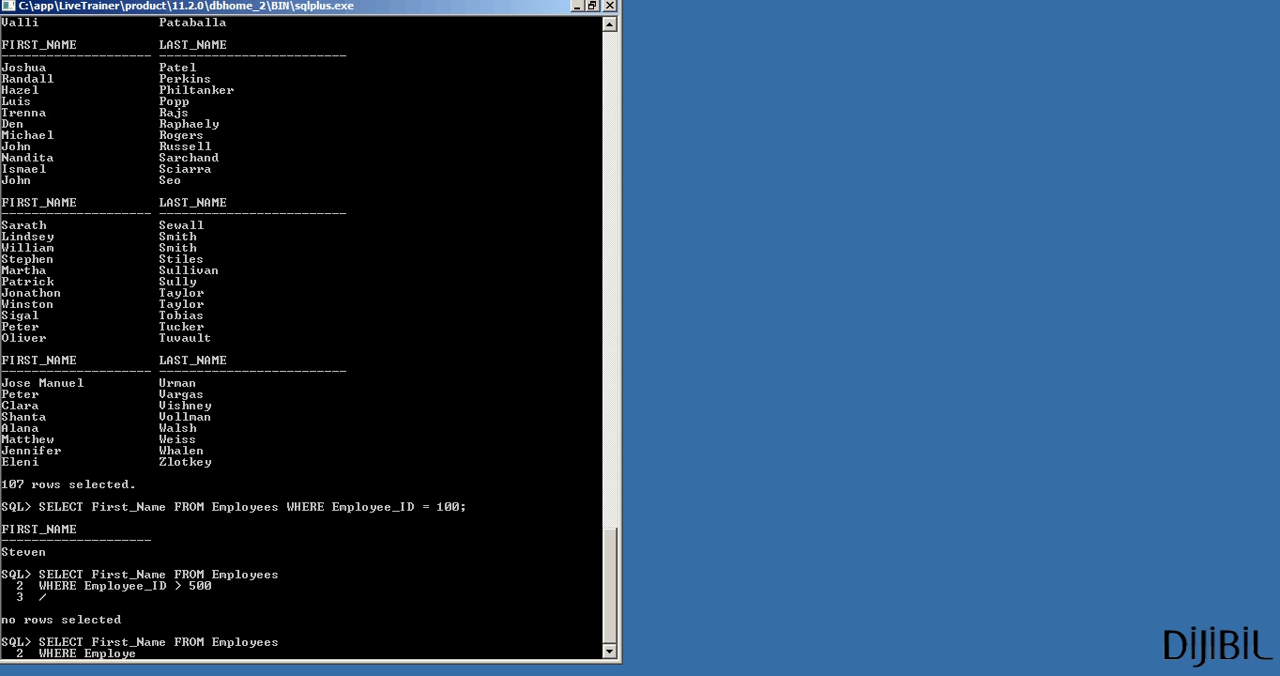 C:\app\LiveTrainer\product\11.2.0\dbhome_2\BIN\sqlplus.exe
Valli Pataballa
FIRST_NAME LAST_NAME
-------------------- -------------------------
Joshua Patel
Randall Perkins
Hazel Philtanker
Luis Popp
Trenna Rajs
Den Raphaely
Michael Rogers
John Russell
Nandita Sarchand
Ismael Sciarra
John Seo
FIRST_NAME LAST_NAME
-------------------- -------------------------
Sarath Sewall
Lindsey Smith
William Smith
Stephen Stiles
Martha Sullivan
Patrick Sully
Jonathon Taylor
Winston Taylor
Sigal Tobias
Peter Tucker
Oliver Tuvault
FIRST_NAME LAST_NAME
-------------------- -------------------------
Jose Manuel Urman
Peter Vargas
Clara Vishney
Shanta Vollman
Alana Walsh
Matthew Weiss
Jennifer Whalen
Eleni Zlotkey
107 rows selected.
SQL> SELECT First_Name FROM Employees WHERE Employee_ID = 100;
FIRST_NAME
--------------------
Steven
SQL> SELECT First_Name FROM Employees
2 WHERE Employee_ID > 500
3 /
no rows selected
SQL> SELECT First_Name FROM Employees
2 WHERE Employe
DIJIBIL